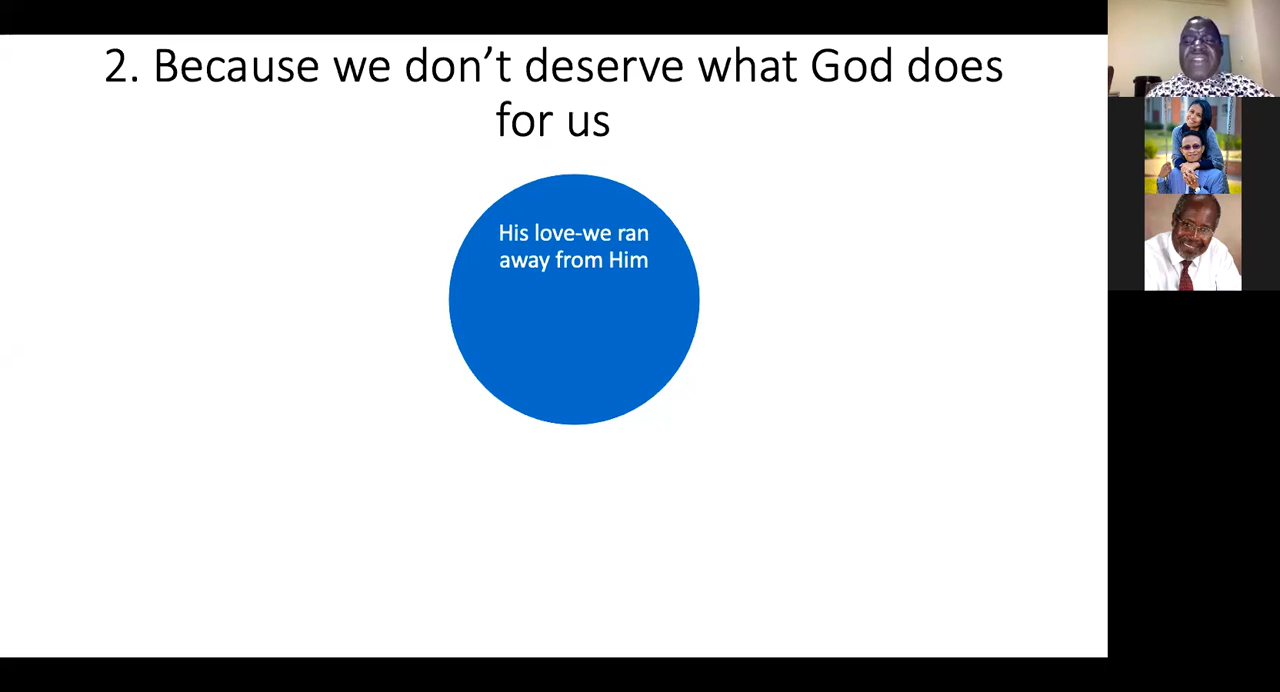 2. Because we don’t deserve what God does
for us
His love-we ran
away from Him